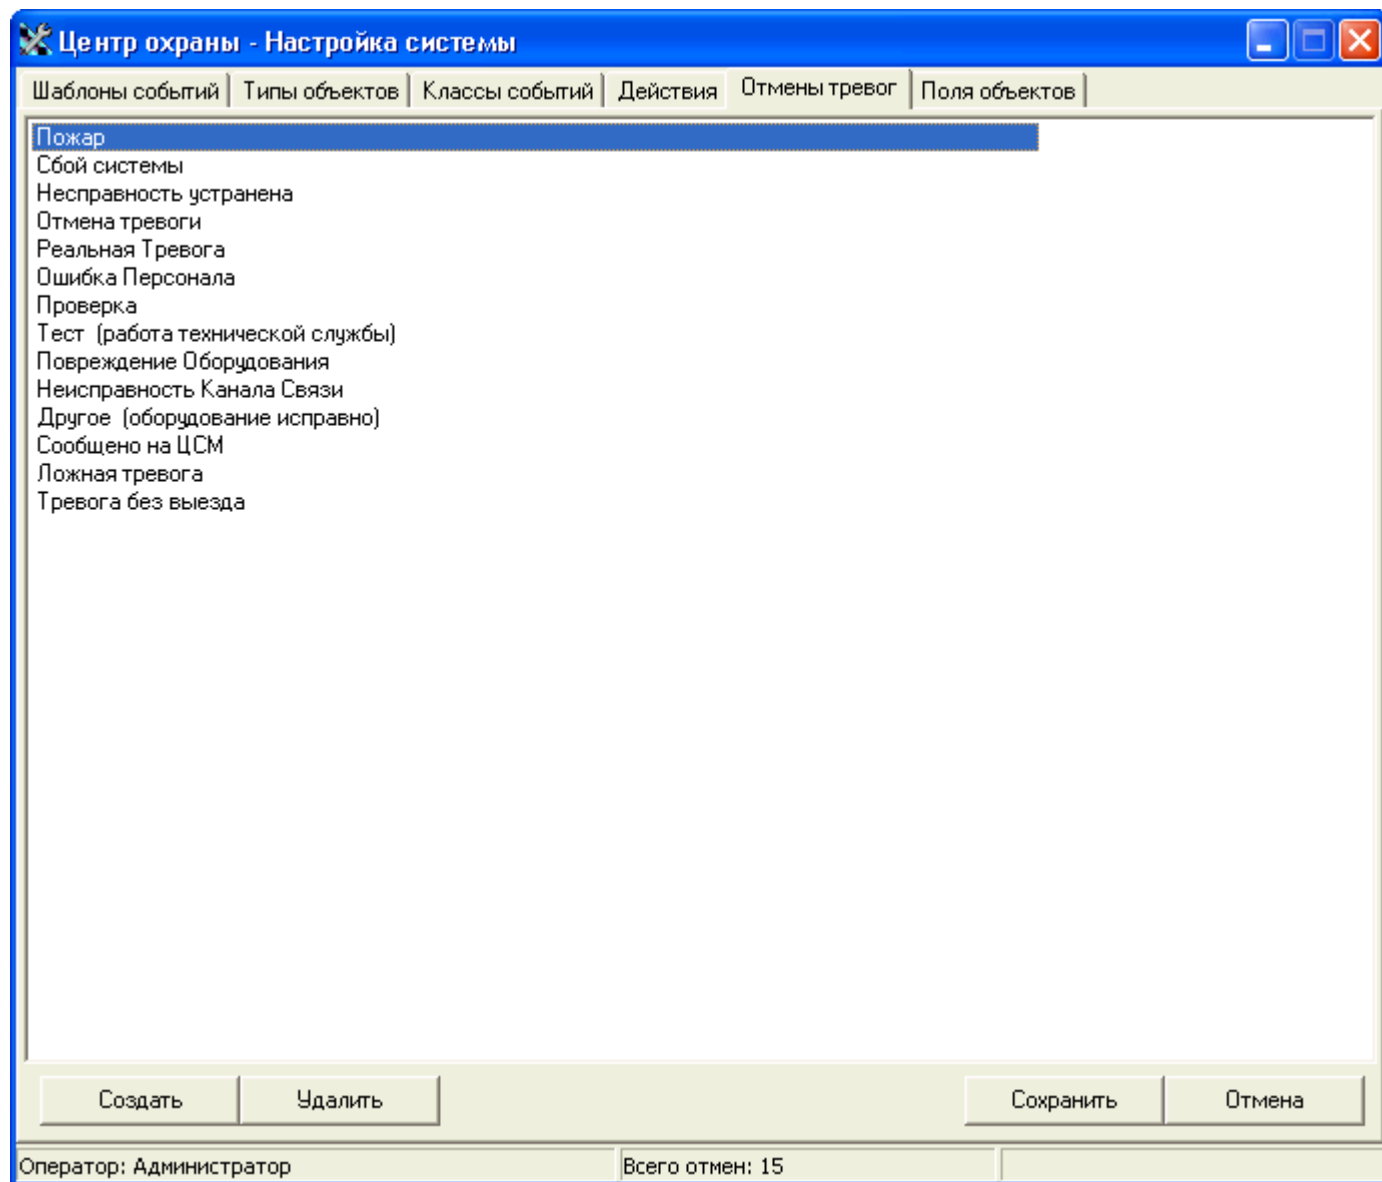 Центр охраны - Настройка системы
Шаблоны событий Типы объектов Классы событий Действия Отмены тревог Поля объектов
Пожар
Сбой системы
Несправность устранена
Отмена тревоги
Реальная Тревога
Ошибка Персонала
Проверка
Тест (работа технической службы)
Повреждение Оборудования
Неисправность Канала Связи
Другое (оборудование исправно)
Сообщено на ЦСМ
Ложная тревога
Тревога без выезда
Создать Удалить Сохранить Отмена
Оператор: Администратор Всего отмен: 15